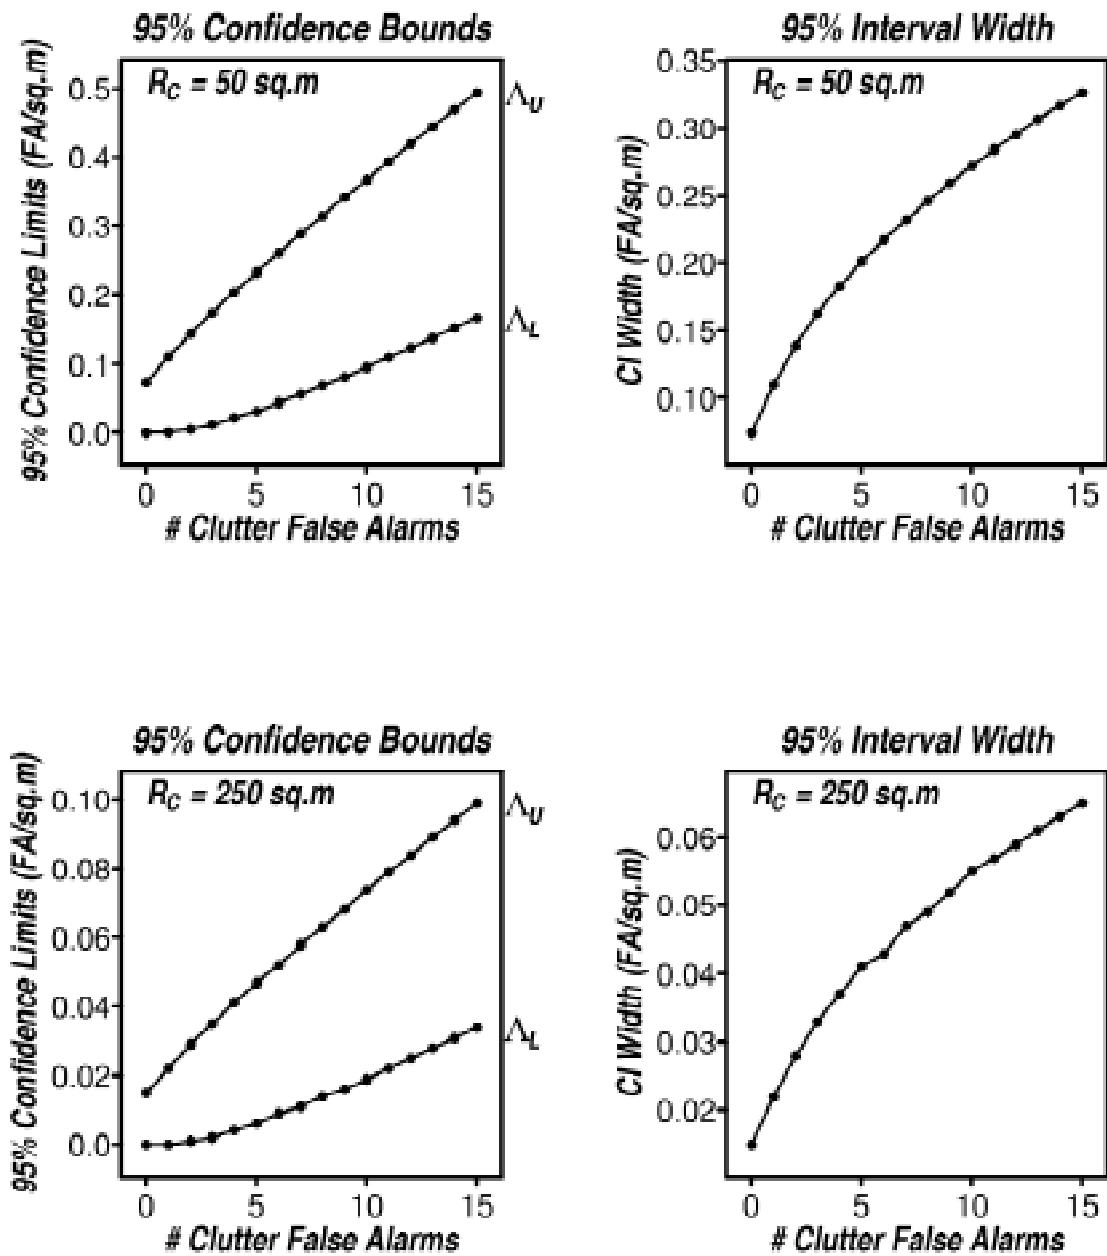 95% Confidence Bounds
R_C = 50 sq.m
95% Confidence Limits (FA/sq.m)
0.5
0.4
0.3
0.2
0.1
0.0
Λ_U
Λ_L
0 5 10 15
# Clutter False Alarms
95% Interval Width
R_C = 50 sq.m
CI Width (FA/sq.m)
0.35
0.30
0.25
0.20
0.15
0.10
0 5 10 15
# Clutter False Alarms
95% Confidence Bounds
R_C = 250 sq.m
95% Confidence Limits (FA/sq.m)
0.10
0.08
0.06
0.04
0.02
0.0
Λ_U
Λ_L
0 5 10 15
# Clutter False Alarms
95% Interval Width
R_C = 250 sq.m
CI Width (FA/sq.m)
0.06
0.05
0.04
0.03
0.02
0 5 10 15
# Clutter False Alarms